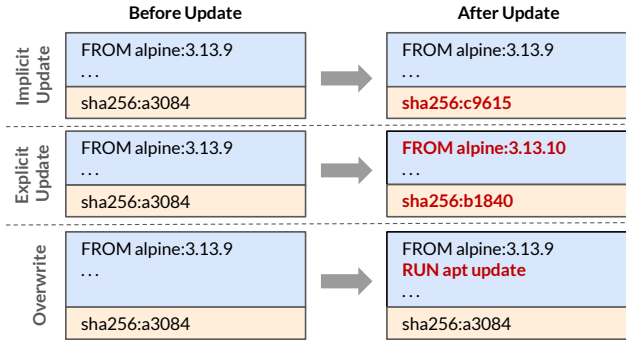 Before Update
After Update
Implicit
Update
FROM alpine:3.13.9
...
sha256:a3084
FROM alpine:3.13.9
...
sha256:c9615
Explicit
Update
FROM alpine:3.13.9
...
sha256:a3084
FROM alpine:3.13.10
...
sha256:b1840
Overwrite
FROM alpine:3.13.9
...
sha256:a3084
FROM alpine:3.13.9
RUN apt update
...
sha256:a3084